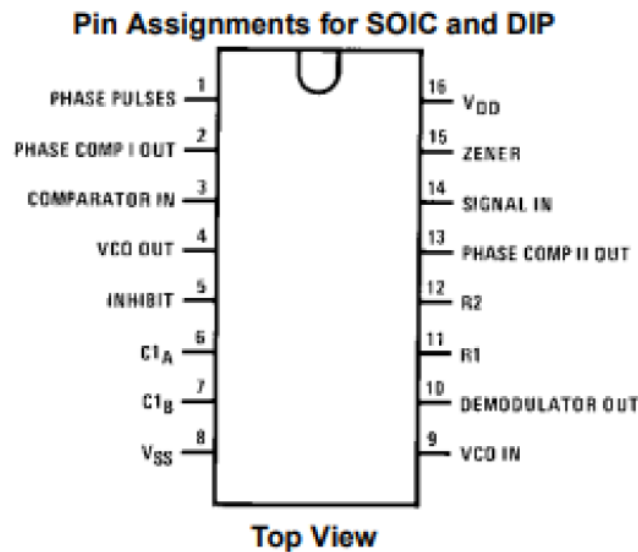 Pin Assignments for SOIC and DIP
PHASE PULSES 1
16 VDD
PHASE COMP I OUT 2
15 ZENER
COMPARATOR IN 3
14 SIGNAL IN
VCO OUT 4
13 PHASE COMP II OUT
INHIBIT 5
12 R2
C1A 6
11 R1
C1B 7
10 DEMODULATOR OUT
VSS 8
9 VCO IN
Top View